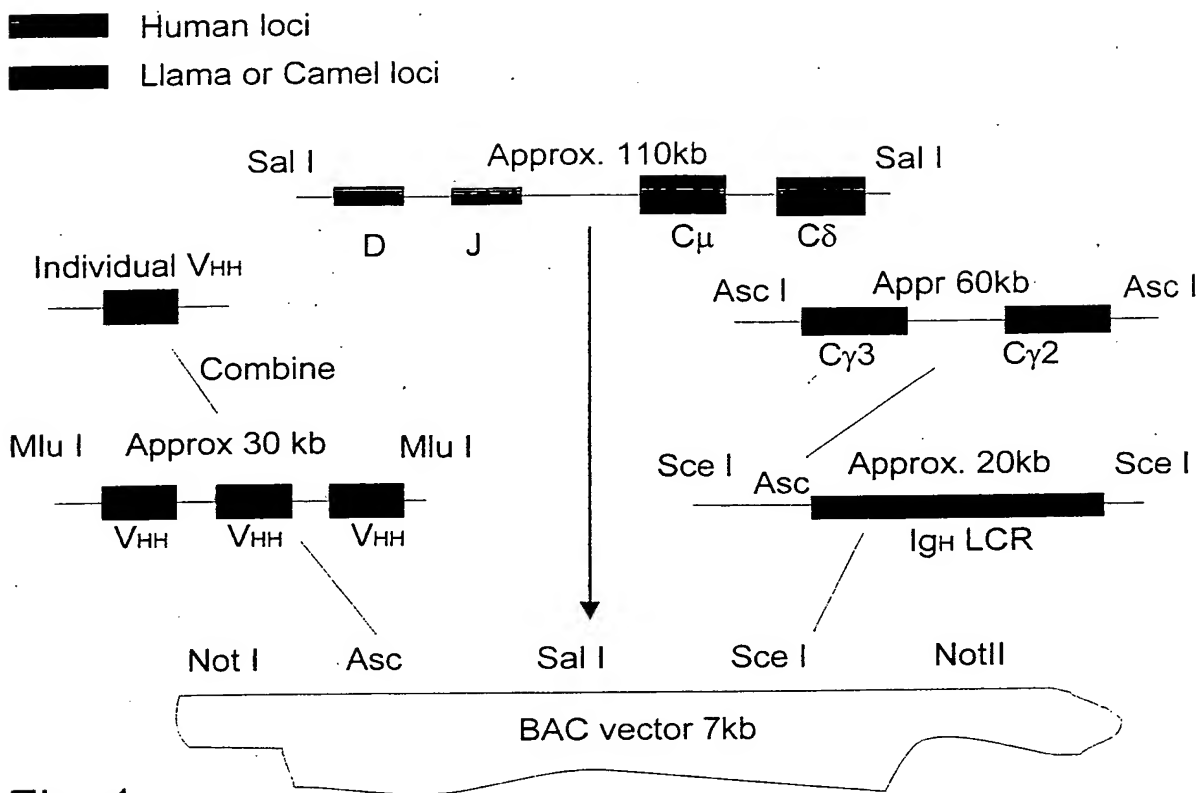 Human loci
Llama or Camel loci
Sal I Approx. 110kb Sal I
D J Cμ Cδ
Individual VHH
Asc I Appr 60kb Asc I
Cγ3 Cγ2
Combine
Mlu I Approx 30 kb Mlu I
Sce I Asc Approx. 20kb Sce I
VHH VHH VHH
IgH LCR
Not I Asc Sal I Sce I NotII
BAC vector 7kb